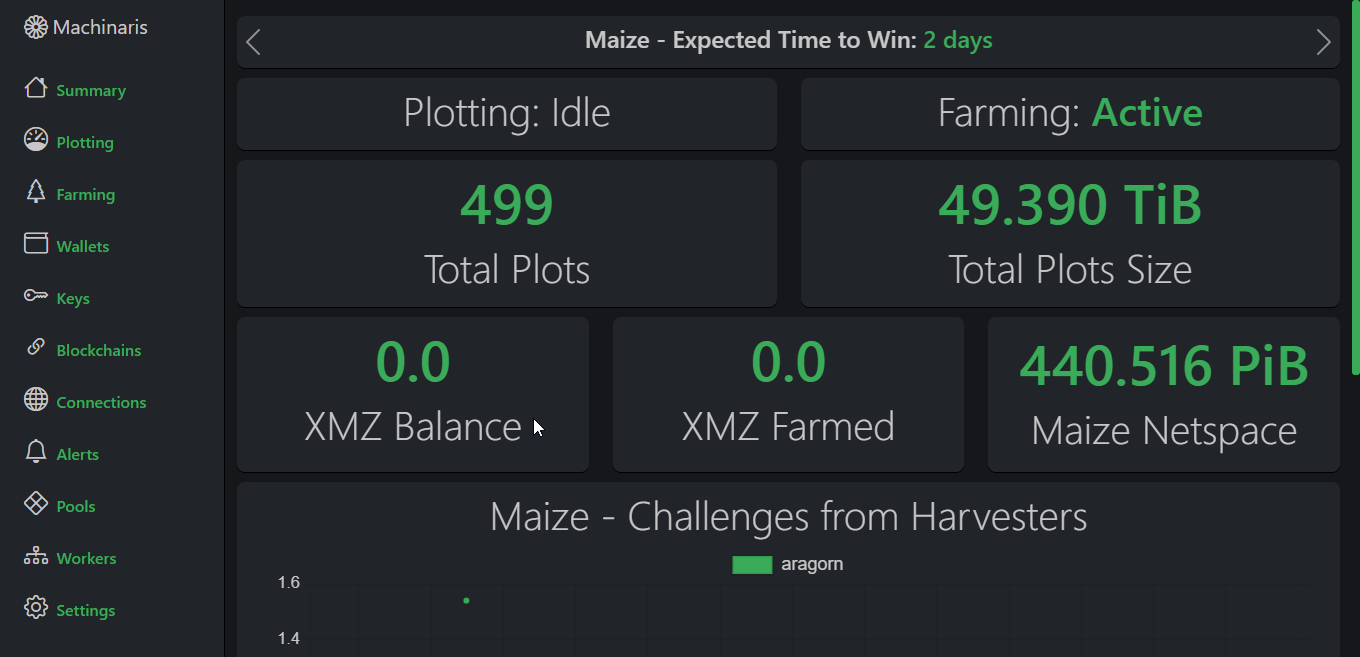 Machinaris
Summary
Plotting
Farming
Wallets
Keys
Blockchains
Connections
Alerts
Pools
Workers
Settings
Maize - Expected Time to Win: 2 days
Plotting: Idle
Farming: Active
499
Total Plots
49.390 TiB
Total Plots Size
0.0
XMZ Balance
0.0
XMZ Farmed
440.516 PiB
Maize Netspace
Maize - Challenges from Harvesters
aragorn
1.6
1.4